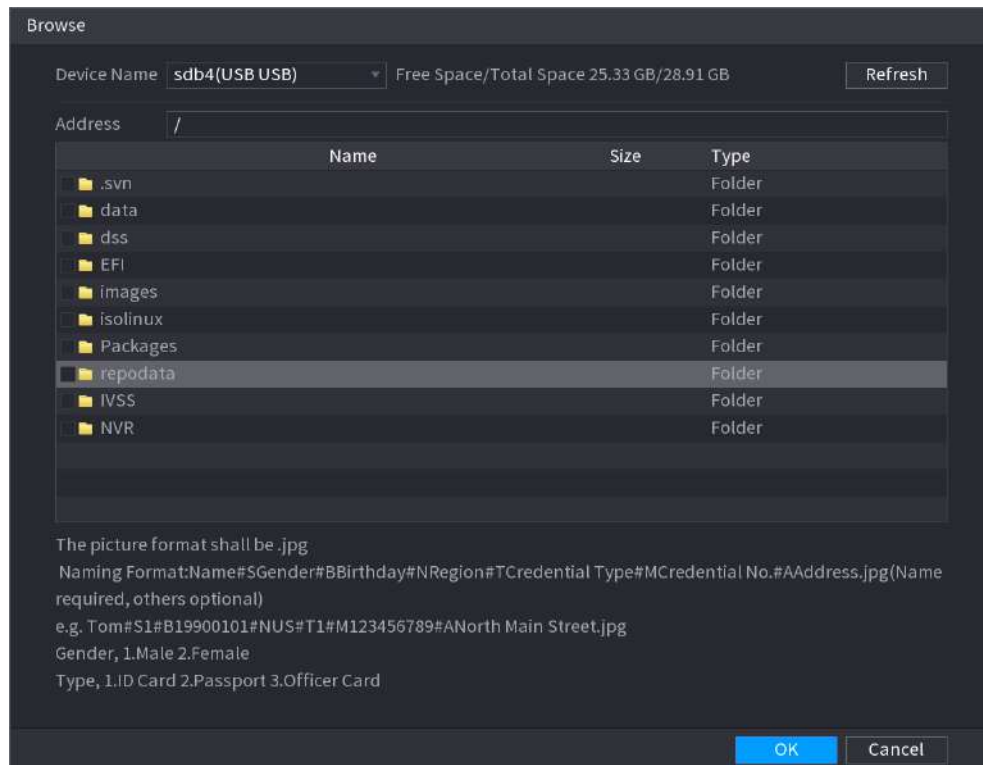 Browse
Device Name sdb4(USB USB) Free Space/Total Space 25.33 GB/28.91 GB Refresh
Address /
Name Size Type
.svn Folder
data Folder
dss Folder
EFI Folder
images Folder
isolinux Folder
Packages Folder
repodata Folder
IVSS Folder
NVR Folder
The picture format shall be .jpg
Naming Format:Name#SGender#BBirthday#NRegion#TCredential Type#MCredential No.#AAddress.jpg(Name
required, others optional)
e.g. Tom#S1#B19900101#NUS#T1#M123456789#ANorth Main Street.jpg
Gender, 1.Male 2.Female
Type, 1.ID Card 2.Passport 3.Officer Card
OK Cancel